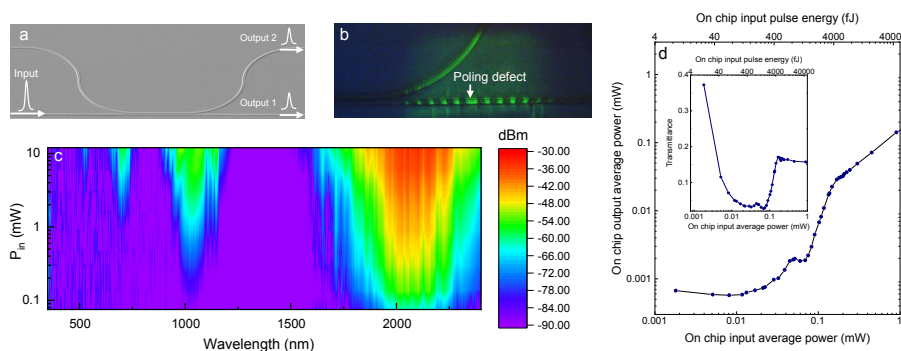 a
Input
Output 2
Output 1
b
Poling defect
c
P_in (mW)
10
1
0.1
500 1000 1500 2000
Wavelength (nm)
dBm
-30.00
-36.00
-42.00
-48.00
-54.00
-60.00
-66.00
-72.00
-78.00
-84.00
-90.00
On chip input pulse energy (fJ)
4 40 400 4000
d
On chip output average power (mW)
1
0.1
0.01
0.001
0.001 0.01 0.1 1
On chip input average power (mW)
On chip input pulse energy (fJ)
4 40 400 4000 40000
Transmittance
0.4
0.3
0.2
0.1
0.001 0.01 0.1 1
On chip input average power (mW)